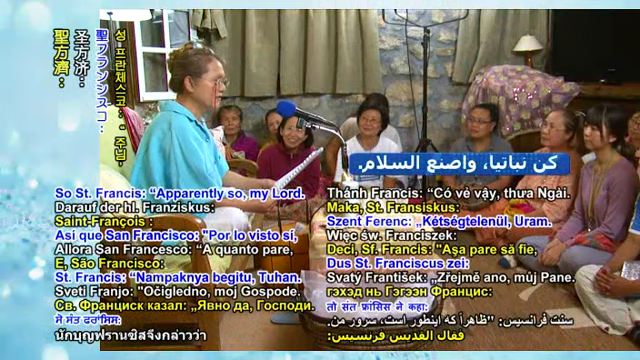 성 프란체스코: “ 주님,
聖フランシスコ:
圣方济:
聖方濟:
كن نباتيا، واصنع السلام.
So St. Francis: “Apparently so, my Lord.
Darauf der hl. Franziskus:
Saint-François :
Así que San Francisco: "Por lo visto sí,
Allora San Francesco: “A quanto pare,
E, São Francisco:
St. Francis: “Nampaknya begitu, Tuhan.
Sveti Franjo: "Očigledno, moj Gospode.
Св. Франциск казал: „Явно да, Господи.
ਸੋ ਸੰਤ ਫਰਾਂਸਿਸ:
นักบุญฟรานซิสจึงกล่าวว่า
Thánh Francis: “Có vẻ vậy, thưa Ngài.
Maka, St. Fransiskus:
Szent Ferenc: „Kétségtelenül, Uram.
Więc św. Franciszek:
Deci, Sf. Francis: "Aşa pare să fie,
Dus St. Franciscus zei:
Svatý František: „Zřejmě ano, můj Pane.
гэхэд нь Гэгээн Францис:
तो संत फ्रांसिस ने कहा:
سنت فرانسیس: "ظاهراً که اینطور است، سرور من.
فقال القديس فرنسيس: